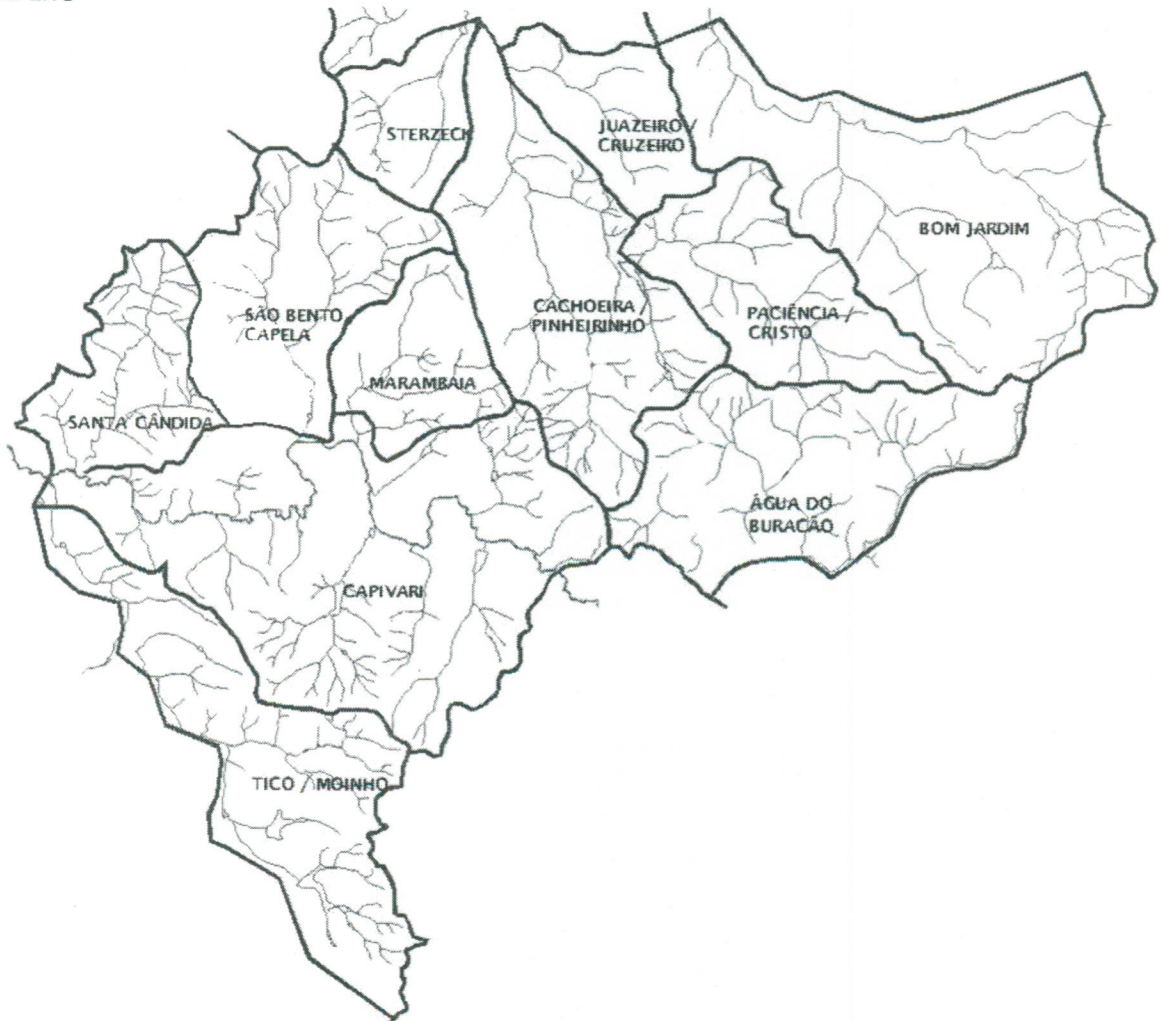 STERZECK
JUAZEIRO /
CRUZEIRO
BOM JARDIM
SÃO BENTO
CAPELA
CACHOEIRA /
PINHEIRINHO
PACIÊNCIA /
CRISTO
MARAMBAIA
SANTA CÂNDIDA
ÁGUA DO
BURACÃO
CAPIVARI
TICO / MOINHO